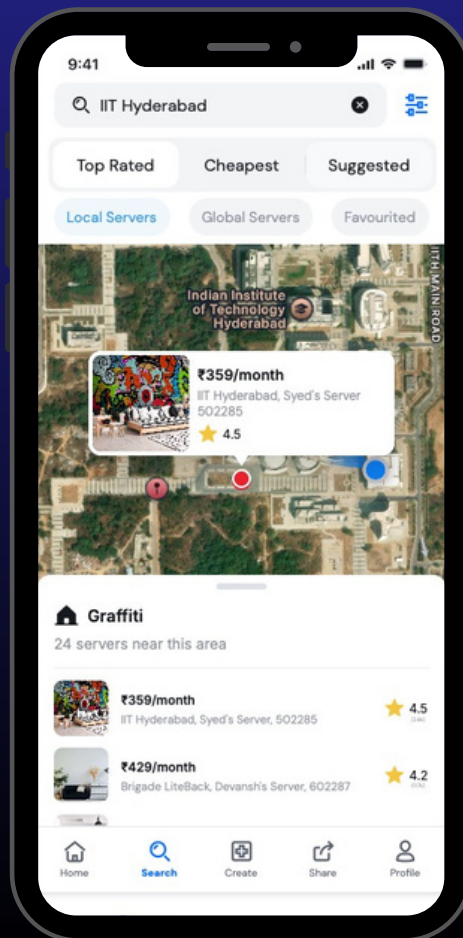 9:41
IIT Hyderabad
Top Rated
Cheapest
Suggested
Local Servers
Global Servers
Favourited
IITH MAIN ROAD
Indian Institute
of Technology
Hyderabad
₹359/month
IIT Hyderabad, Syed's Server
502285
4.5
Graffiti
24 servers near this area
₹359/month
IIT Hyderabad, Syed's Server, 502285
4.5
₹429/month
Brigade LiteBack, Devansh's Server, 602287
4.2
Home
Search
Create
Share
Profile